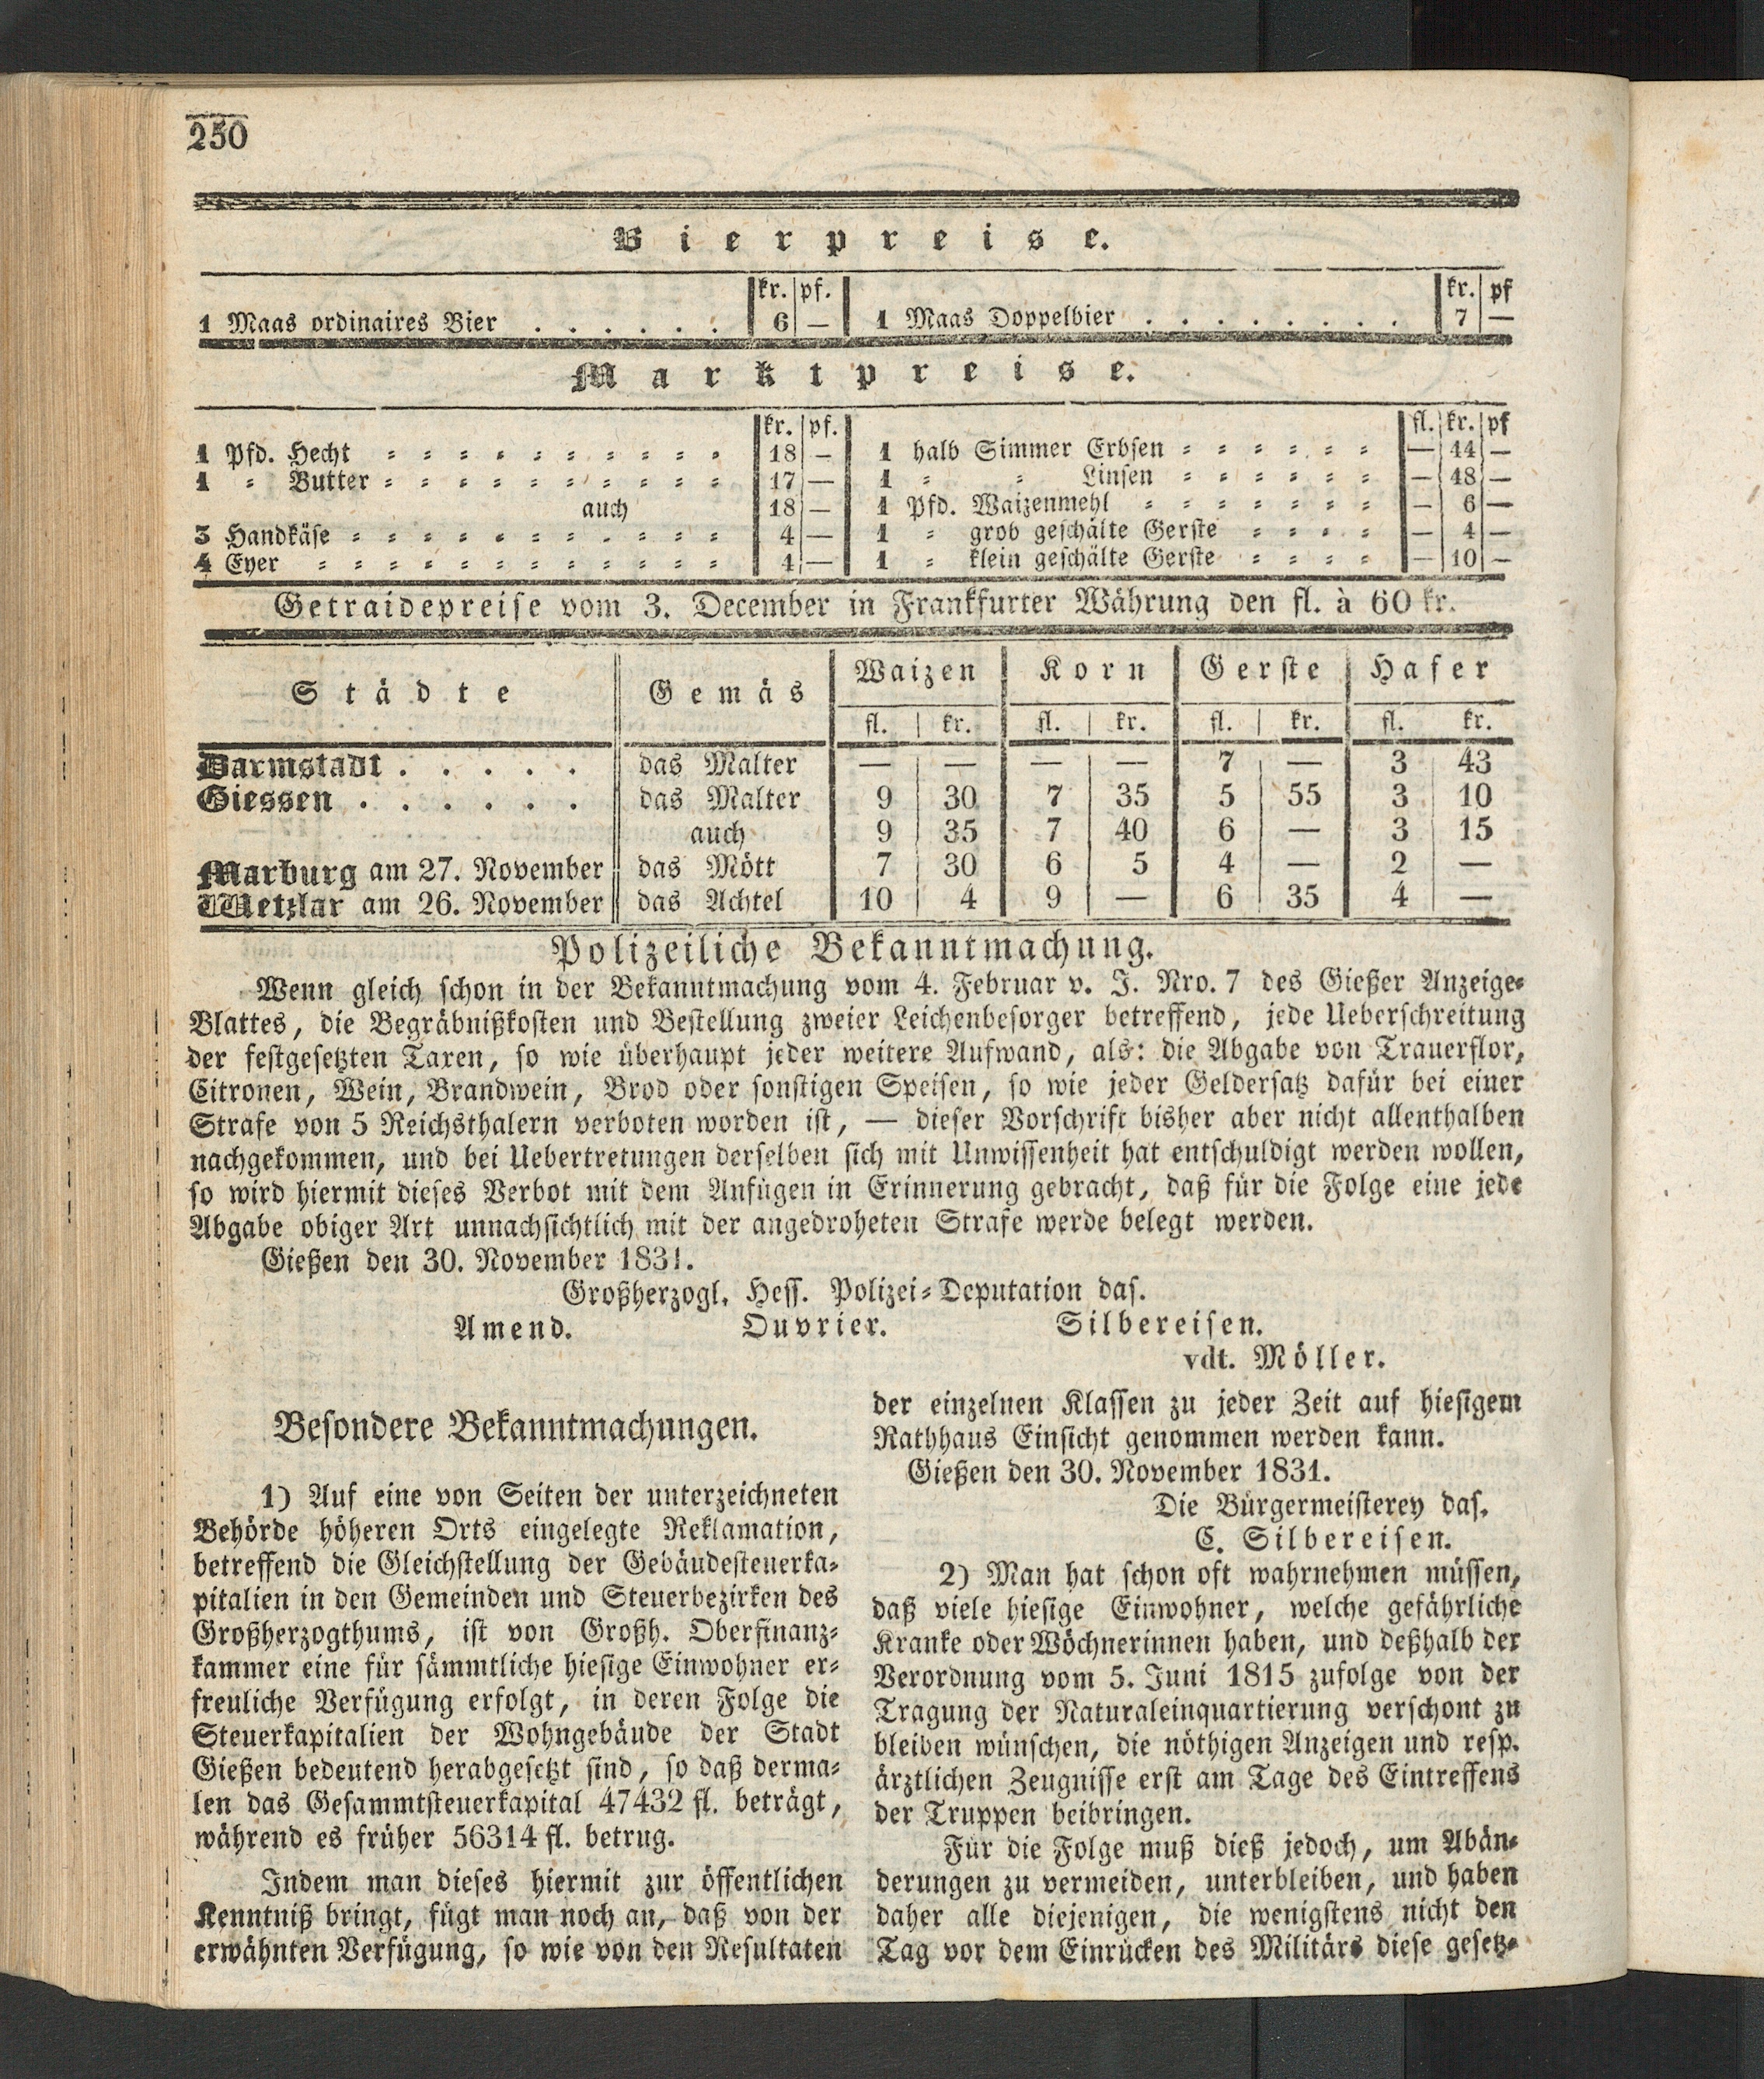 250
Bierpreise.
kr. pf. kr. pf
1 Maas ordinaires Bier . . . . . . 6 — 1 Maas Doppelbier . . . . . . . . 7 —
Marktpreise.
kr. pf. fl. kr. pf
1 Pfd. Hecht 18 — 1 halb Simmer Erbsen — 44 —
1 " Butter 17 — 1 " " Linsen — 48 —
auch 18 — 1 Pfd. Waizenmehl — 6 —
3 Handkäse 4 — 1 " grob geschälte Gerste — 4 —
4 Eyer 4 — 1 " klein geschälte Gerste — 10 —
Getraidepreise vom 3. December in Frankfurter Währung den fl. à 60 kr.
Städte Gemäs Waizen Korn Gerste Hafer
fl. kr. fl. kr. fl. kr. fl. kr.
Darmstadt . . . . . das Malter — — — — 7 — 3 43
Giessen . . . . . . das Malter 9 30 7 35 5 55 3 10
auch 9 35 7 40 6 — 3 15
Marburg am 27. November das Mött 7 30 6 5 4 — 2 —
Wetzlar am 26. November das Achtel 10 4 9 — 6 35 4 —
Polizeiliche Bekanntmachung.
Wenn gleich schon in der Bekanntmachung vom 4. Februar v. J. Nro. 7 des Gießer Anzeige-
Blattes, die Begräbnißkosten und Bestellung zweier Leichenbesorger betreffend, jede Ueberschreitung
der festgesetzten Taxen, so wie überhaupt jeder weitere Aufwand, als: die Abgabe von Trauerflor,
Citronen, Wein, Brandwein, Brod oder sonstigen Speisen, so wie jeder Geldersatz dafür bei einer
Strafe von 5 Reichsthalern verboten worden ist, — dieser Vorschrift bisher aber nicht allenthalben
nachgekommen, und bei Uebertretungen derselben sich mit Unwissenheit hat entschuldigt werden wollen,
so wird hiermit dieses Verbot mit dem Anfügen in Erinnerung gebracht, daß für die Folge eine jede
Abgabe obiger Art unnachsichtlich mit der angedroheten Strafe werde belegt werden.
Gießen den 30. November 1831.
Großherzogl. Hess. Polizei-Deputation das.
Amend. Ouvrier. Silbereisen.
vdt. Möller.
Besondere Bekanntmachungen.
1) Auf eine von Seiten der unterzeichneten
Behörde höheren Orts eingelegte Reklamation,
betreffend die Gleichstellung der Gebäudesteuerka-
pitalien in den Gemeinden und Steuerbezirken des
Großherzogthums, ist von Großh. Oberfinanz-
kammer eine für sämmtliche hiesige Einwohner er-
freuliche Verfügung erfolgt, in deren Folge die
Steuerkapitalien der Wohngebäude der Stadt
Gießen bedeutend herabgesetzt sind, so daß derma-
len das Gesammtsteuerkapital 47432 fl. beträgt,
während es früher 56314 fl. betrug.
Indem man dieses hiermit zur öffentlichen
Kenntniß bringt, fügt man noch an, daß von der
erwähnten Verfügung, so wie von den Resultaten
der einzelnen Klassen zu jeder Zeit auf hiesigem
Rathhaus Einsicht genommen werden kann.
Gießen den 30. November 1831.
Die Bürgermeisterey das.
C. Silbereisen.
2) Man hat schon oft wahrnehmen müssen,
daß viele hiesige Einwohner, welche gefährliche
Kranke oder Wöchnerinnen haben, und deßhalb der
Verordnung vom 5. Juni 1815 zufolge von der
Tragung der Naturaleinquartierung verschont zu
bleiben wünschen, die nöthigen Anzeigen und resp.
ärztlichen Zeugnisse erst am Tage des Eintreffens
der Truppen beibringen.
Für die Folge muß dieß jedoch, um Abän-
derungen zu vermeiden, unterbleiben, und haben
daher alle diejenigen, die wenigstens nicht den
Tag vor dem Einrücken des Militärs diese gesetz-